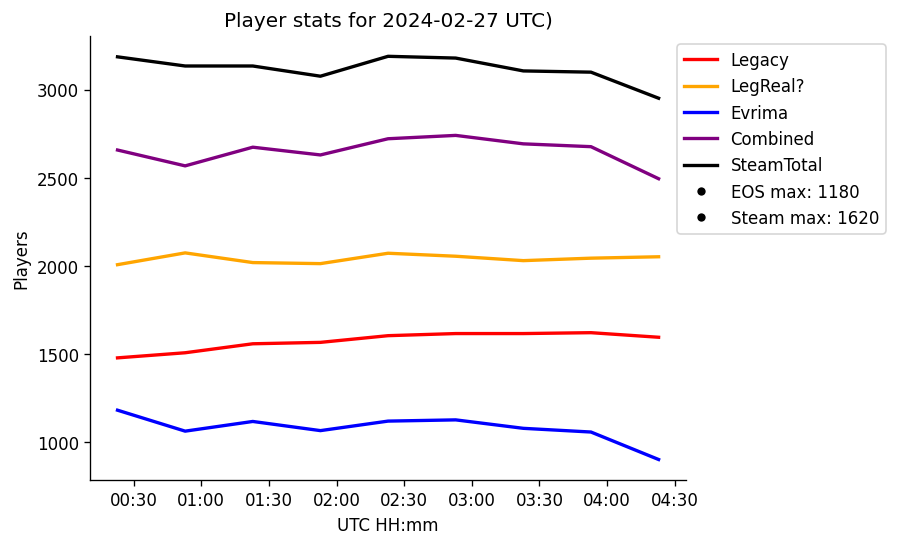 Player stats for 2024-02-27 UTC)
Legacy
LegReal?
Evrima
Combined
SteamTotal
EOS max: 1180
Steam max: 1620
Players
3000
2500
2000
1500
1000
00:30 01:00 01:30 02:00 02:30 03:00 03:30 04:00 04:30
UTC HH:mm